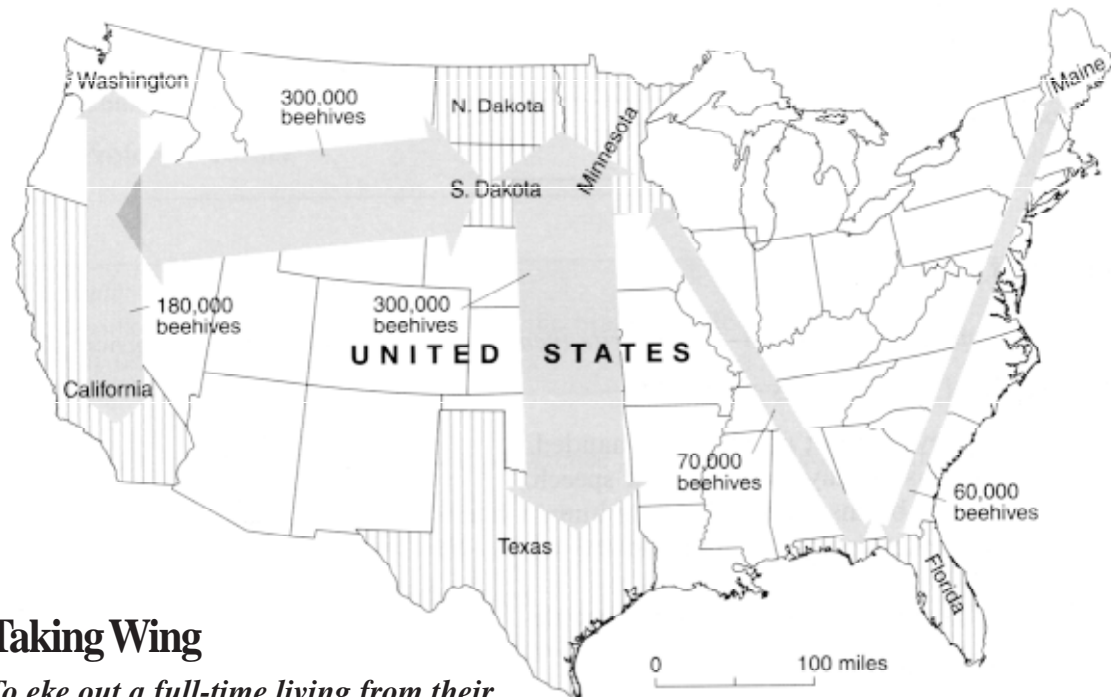 Washington
300,000
beehives
N. Dakota
Minnesota
Maine
S. Dakota
180,000
beehives
300,000
beehives
UNITED STATES
California
70,000
beehives
60,000
beehives
Texas
Florida
Taking Wing
0 100 miles
To eke out a full-time living from their